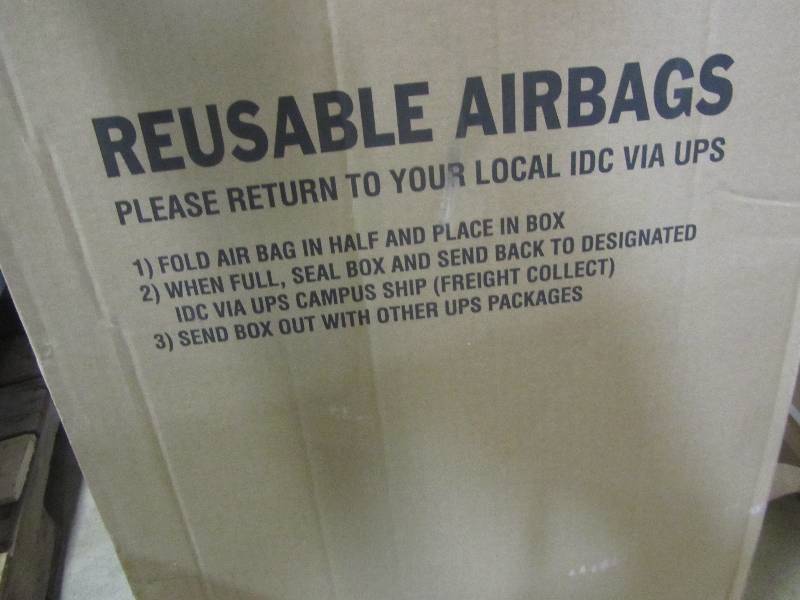 REUSABLE AIRBAGS
PLEASE RETURN TO YOUR LOCAL IDC VIA UPS
1) FOLD AIR BAG IN HALF AND PLACE IN BOX
2) WHEN FULL, SEAL BOX AND SEND BACK TO DESIGNATED
IDC VIA UPS CAMPUS SHIP (FREIGHT COLLECT)
3) SEND BOX OUT WITH OTHER UPS PACKAGES